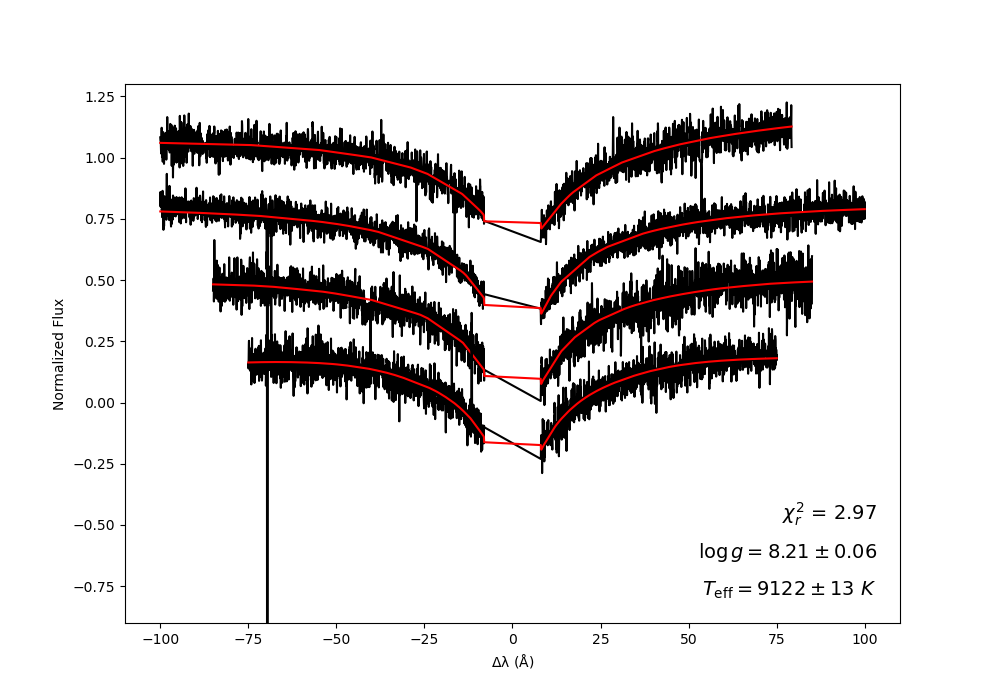 Normalized Flux
1.25
1.00
0.75
0.50
0.25
0.00
−0.25
−0.50
−0.75
χ²ᵣ = 2.97
log g = 8.21 ± 0.06
T_eff = 9122 ± 13 K
−100 −75 −50 −25 0 25 50 75 100
Δλ (Å)